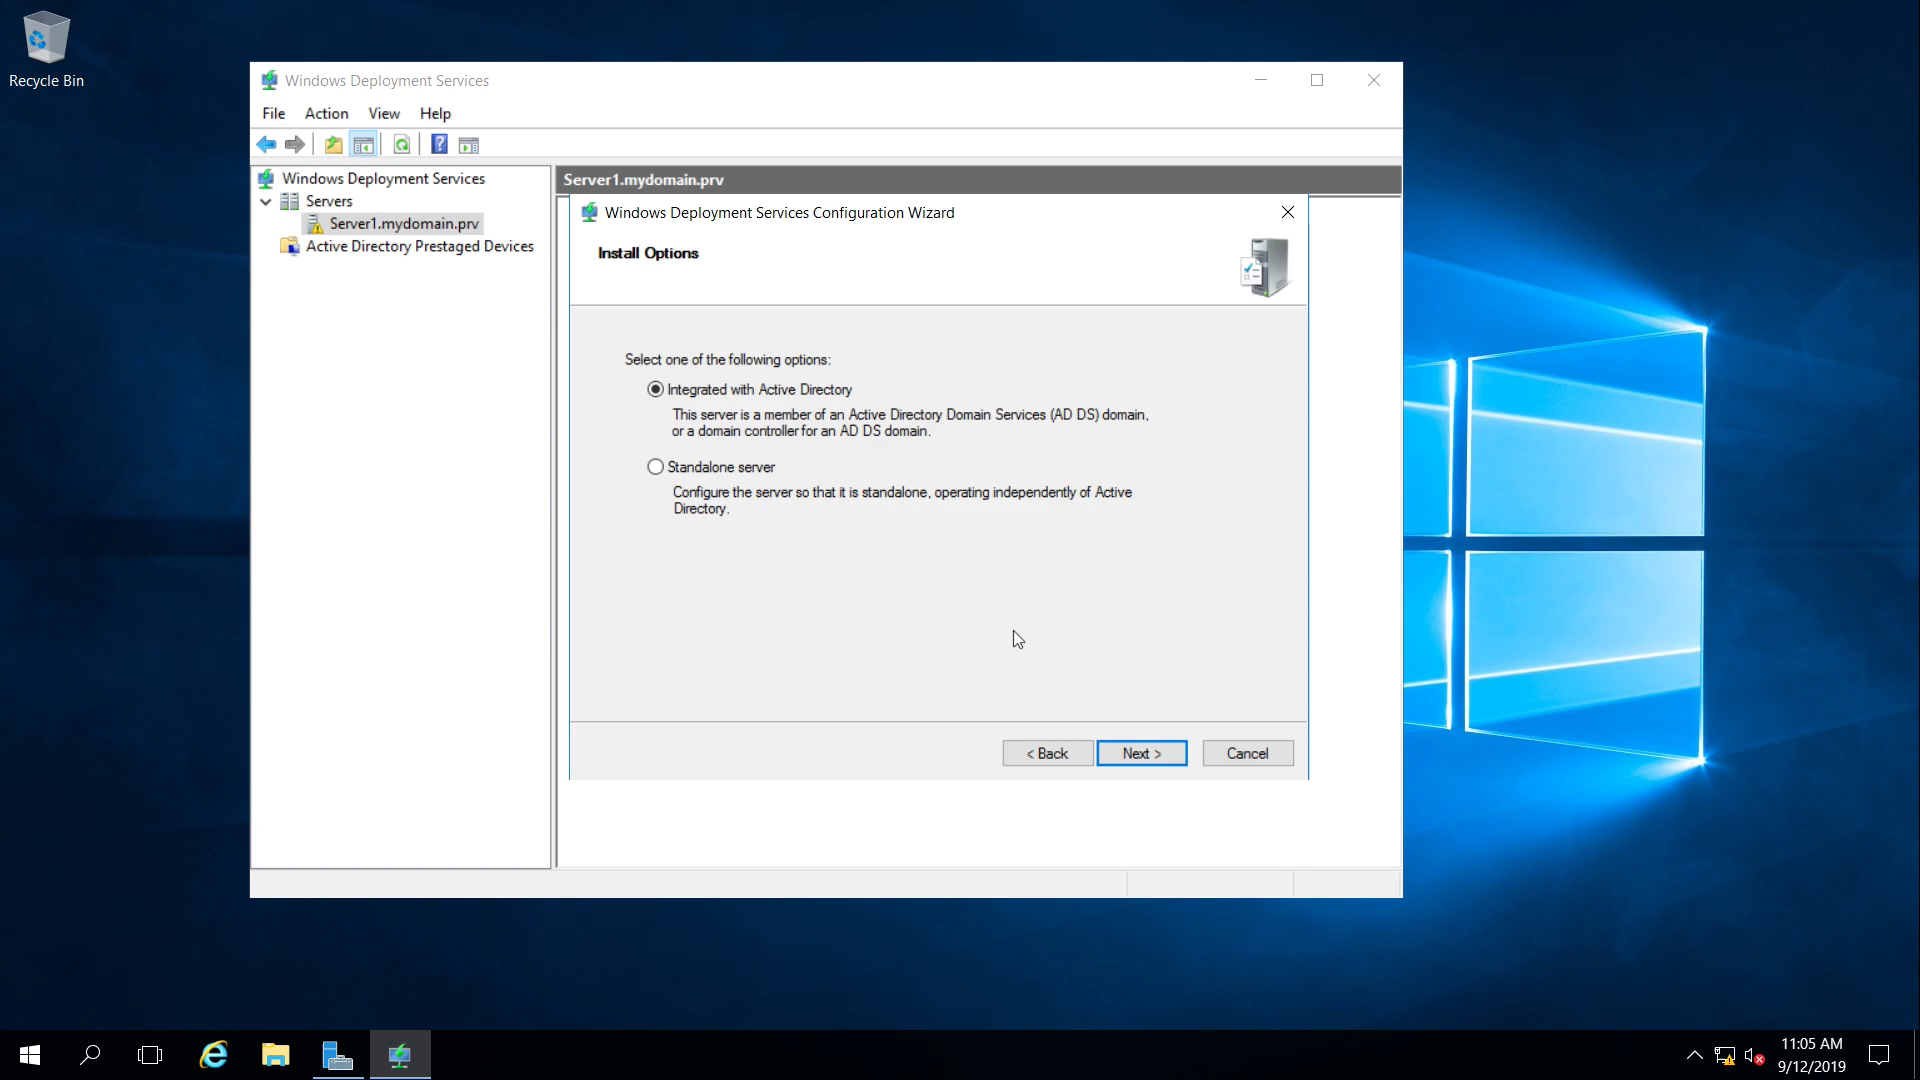 Recycle Bin
Windows Deployment Services
File Action View Help
Windows Deployment Services
Servers
Server1.mydomain.prv
Active Directory Prestaged Devices
Server1.mydomain.prv
Windows Deployment Services Configuration Wizard
Install Options
Select one of the following options:
Integrated with Active Directory
This server is a member of an Active Directory Domain Services (AD DS) domain,
or a domain controller for an AD DS domain.
Standalone server
Configure the server so that it is standalone, operating independently of Active
Directory.
< Back Next > Cancel
11:05 AM
9/12/2019